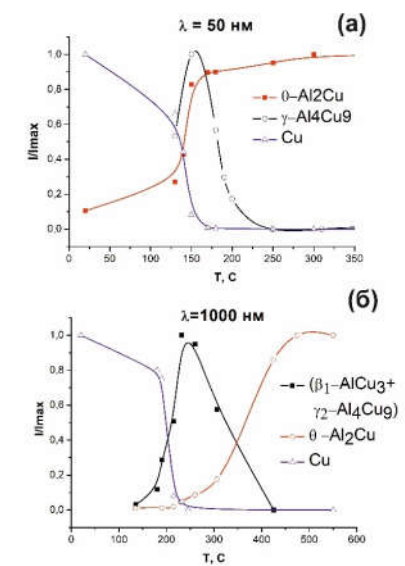 (а)
λ = 50 нм
1,0
0,8
0,6
0,4
0,2
0,0
I/Imax
θ–Al2Cu
γ–Al4Cu9
Cu
0 50 100 150 200 250 300 350
T, C
(б)
λ=1000 нм
1,0
0,8
0,6
0,4
0,2
0,0
I/Imax
(β₁–AlCu₃+
γ₂–Al₄Cu₉)
θ –Al₂Cu
Cu
0 100 200 300 400 500 600
T, C